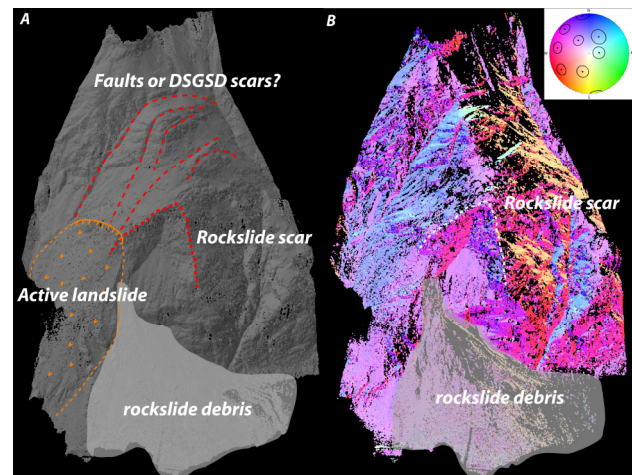 A
Faults or DSGSD scars?
Rockslide scar
Active landslide
rockslide debris
B
Rockslide scar
rockslide debris